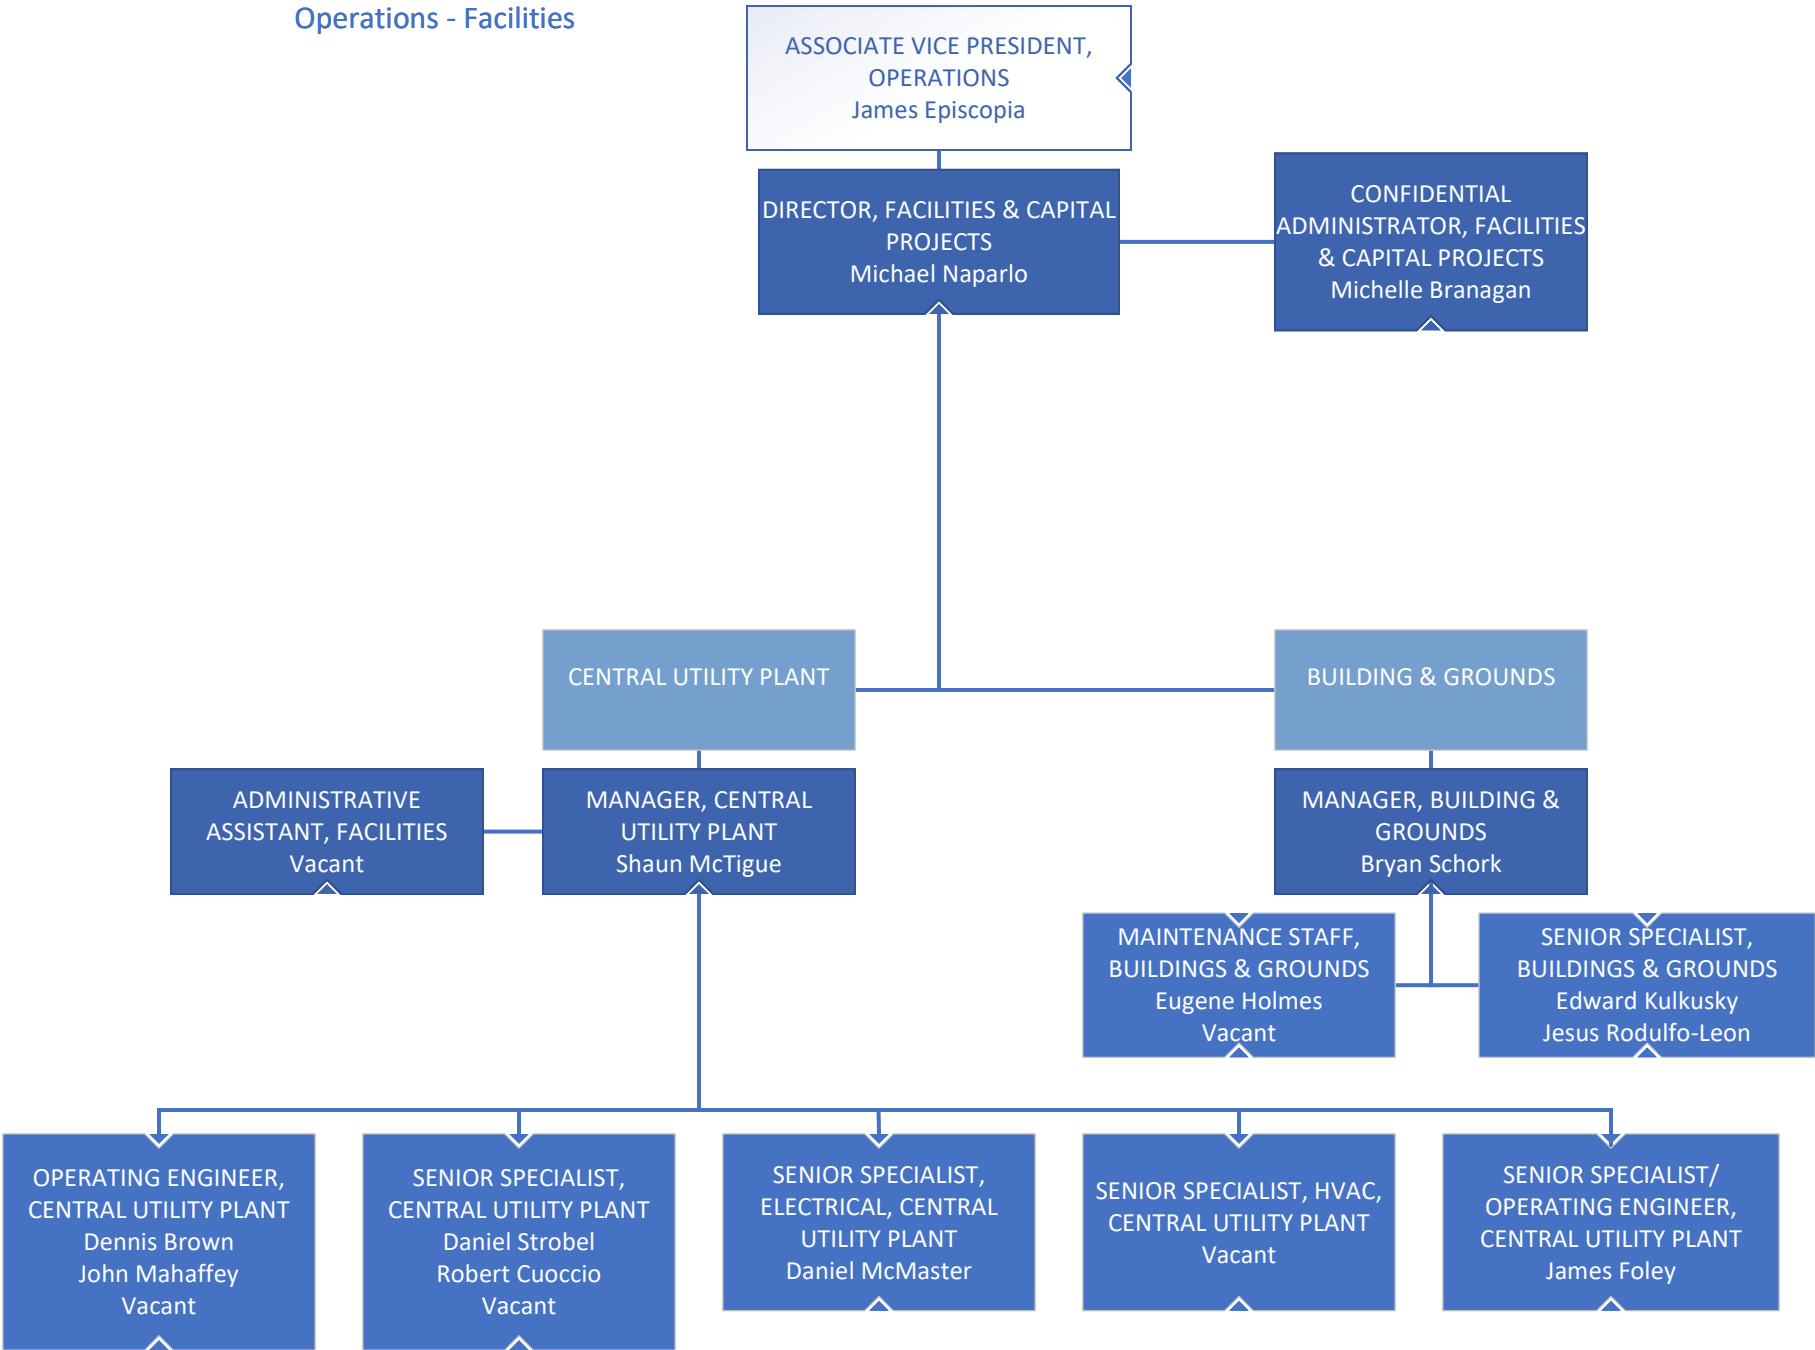 Operations - Facilities
ASSOCIATE VICE PRESIDENT,
OPERATIONS
James Episcopia
DIRECTOR, FACILITIES & CAPITAL
PROJECTS
Michael Naparlo
CONFIDENTIAL
ADMINISTRATOR, FACILITIES
& CAPITAL PROJECTS
Michelle Branagan
CENTRAL UTILITY PLANT
BUILDING & GROUNDS
ADMINISTRATIVE
ASSISTANT, FACILITIES
Vacant
MANAGER, CENTRAL
UTILITY PLANT
Shaun McTigue
MANAGER, BUILDING &
GROUNDS
Bryan Schork
MAINTENANCE STAFF,
BUILDINGS & GROUNDS
Eugene Holmes
Vacant
SENIOR SPECIALIST,
BUILDINGS & GROUNDS
Edward Kulkusky
Jesus Rodulfo-Leon
OPERATING ENGINEER,
CENTRAL UTILITY PLANT
Dennis Brown
John Mahaffey
Vacant
SENIOR SPECIALIST,
CENTRAL UTILITY PLANT
Daniel Strobel
Robert Cuoccio
Vacant
SENIOR SPECIALIST,
ELECTRICAL, CENTRAL
UTILITY PLANT
Daniel McMaster
SENIOR SPECIALIST, HVAC,
CENTRAL UTILITY PLANT
Vacant
SENIOR SPECIALIST/
OPERATING ENGINEER,
CENTRAL UTILITY PLANT
James Foley